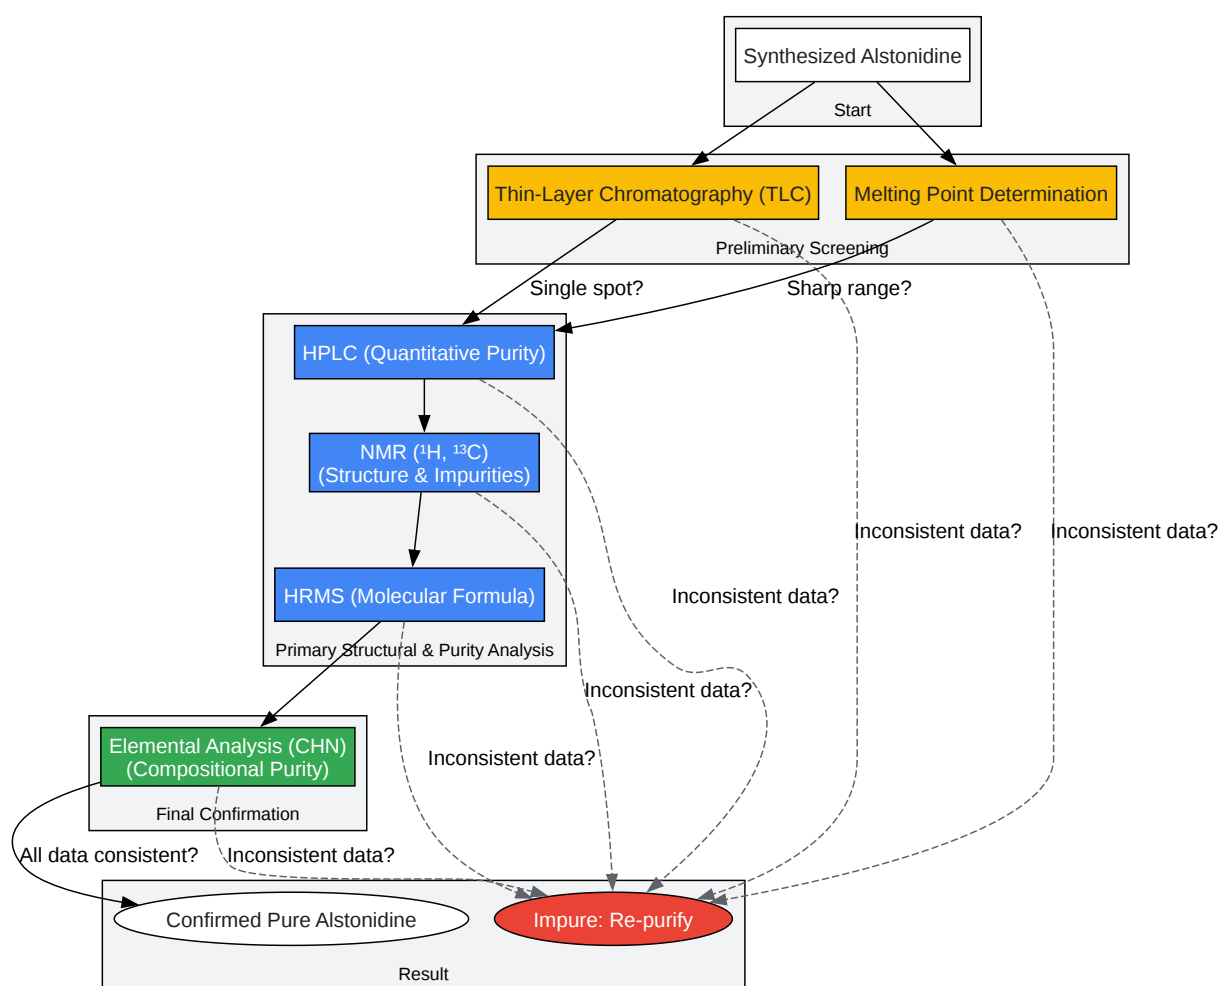 Synthesized Alstonidine
Start
Thin-Layer Chromatography (TLC)
Melting Point Determination
Preliminary Screening
Single spot?
Sharp range?
HPLC (Quantitative Purity)
NMR (¹H, ¹³C)
(Structure & Impurities)
Inconsistent data?
Inconsistent data?
HRMS (Molecular Formula)
Inconsistent data?
Primary Structural & Purity Analysis
Inconsistent data?
Elemental Analysis (CHN)
(Compositional Purity)
Inconsistent data?
Final Confirmation
All data consistent?
Inconsistent data?
Confirmed Pure Alstonidine
Impure: Re-purify
Result